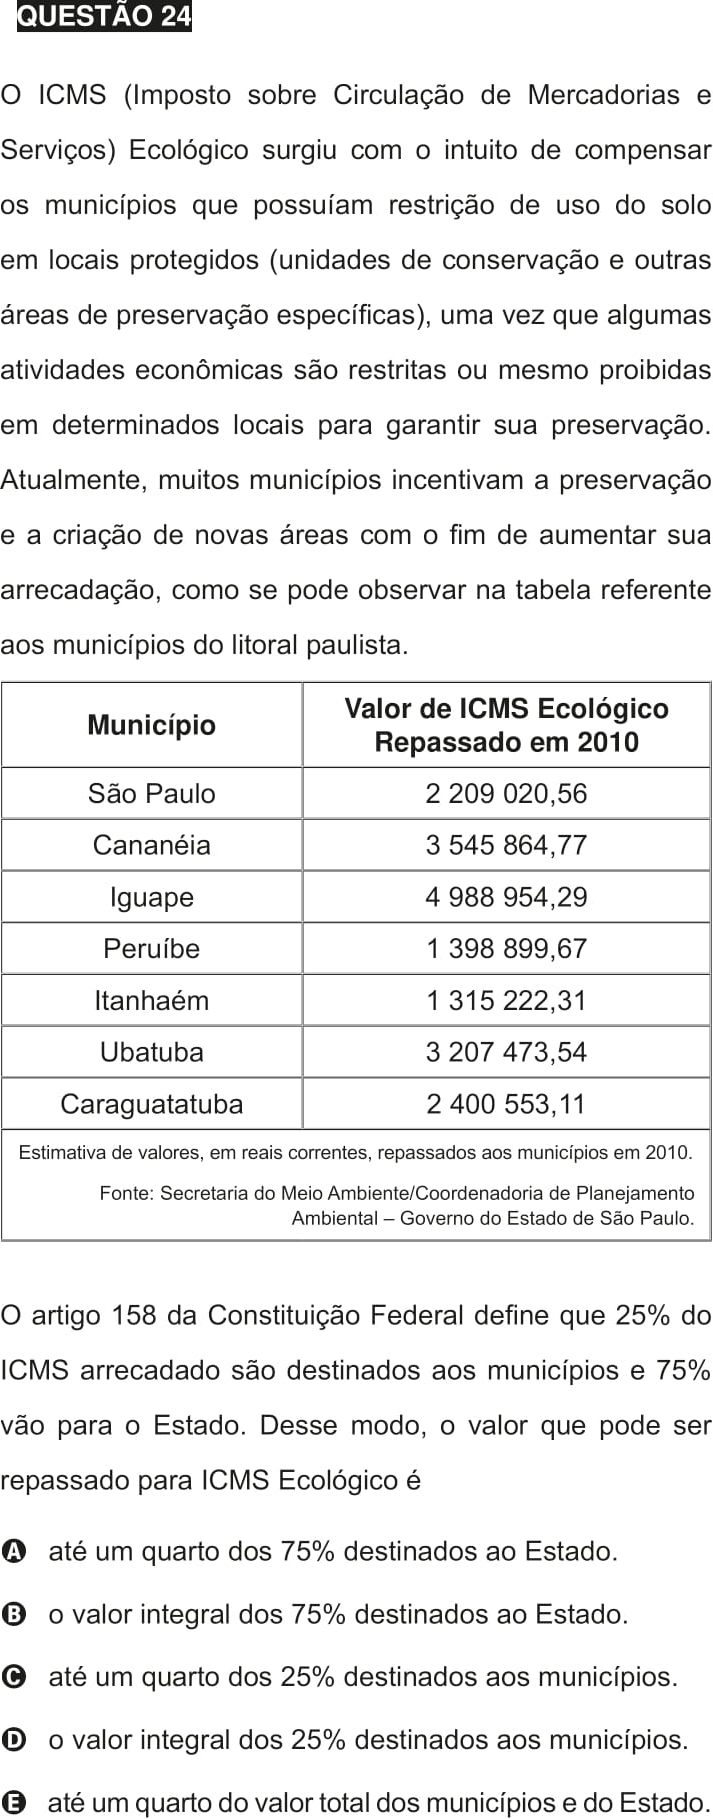 QUESTÃO 24
O ICMS (Imposto sobre Circulação de Mercadorias e
Serviços) Ecológico surgiu com o intuito de compensar
os municípios que possuíam restrição de uso do solo
em locais protegidos (unidades de conservação e outras
áreas de preservação específicas), uma vez que algumas
atividades econômicas são restritas ou mesmo proibidas
em determinados locais para garantir sua preservação.
Atualmente, muitos municípios incentivam a preservação
e a criação de novas áreas com o fim de aumentar sua
arrecadação, como se pode observar na tabela referente
aos municípios do litoral paulista.
Município Valor de ICMS Ecológico
Repassado em 2010
São Paulo 2 209 020,56
Cananéia 3 545 864,77
Iguape 4 988 954,29
Peruíbe 1 398 899,67
Itanhaém 1 315 222,31
Ubatuba 3 207 473,54
Caraguatatuba 2 400 553,11
Estimativa de valores, em reais correntes, repassados aos municípios em 2010.
Fonte: Secretaria do Meio Ambiente/Coordenadoria de Planejamento
Ambiental – Governo do Estado de São Paulo.
O artigo 158 da Constituição Federal define que 25% do
ICMS arrecadado são destinados aos municípios e 75%
vão para o Estado. Desse modo, o valor que pode ser
repassado para ICMS Ecológico é
A até um quarto dos 75% destinados ao Estado.
B o valor integral dos 75% destinados ao Estado.
C até um quarto dos 25% destinados aos municípios.
D o valor integral dos 25% destinados aos municípios.
E até um quarto do valor total dos municípios e do Estado.